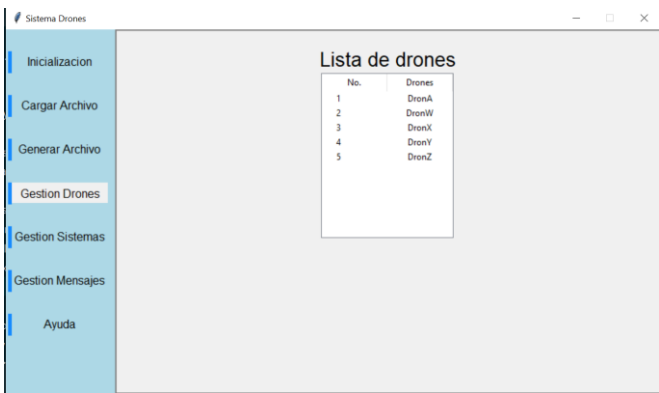 Sistema Drones
Inicializacion
Cargar Archivo
Generar Archivo
Gestion Drones
Gestion Sistemas
Gestion Mensajes
Ayuda
Lista de drones
No. Drones
1 DronA
2 DronW
3 DronX
4 DronY
5 DronZ